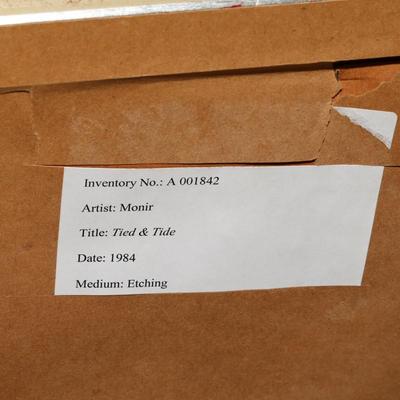 Inventory No.: A 001842
Artist: Monir
Title: Tied & Tide
Date: 1984
Medium: Etching